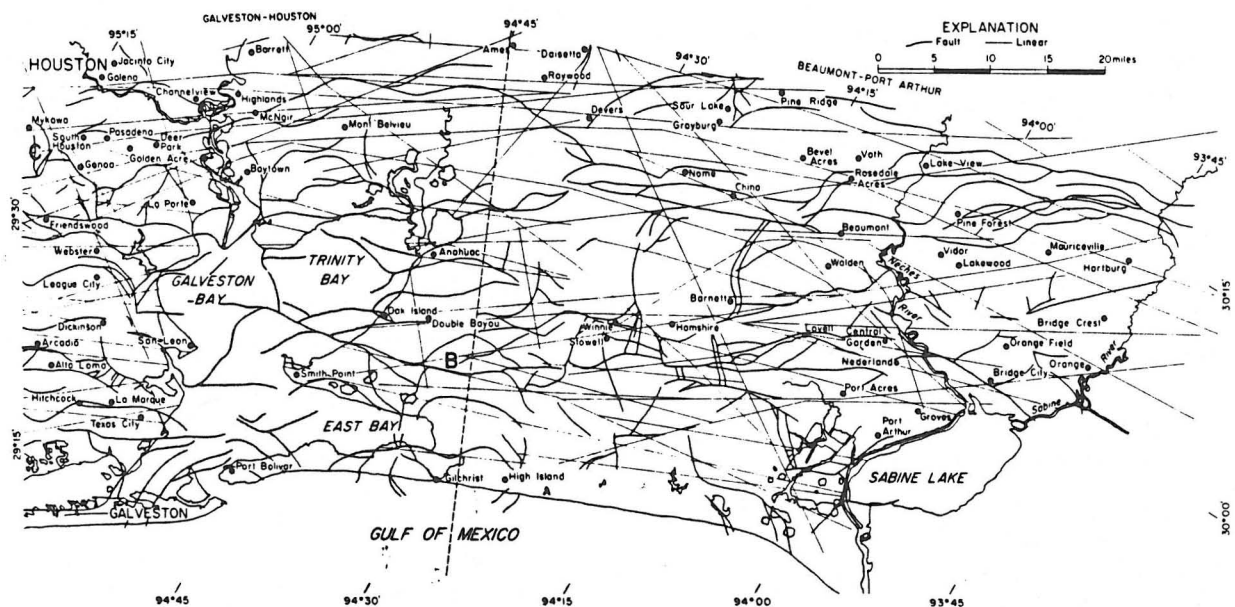 GALVESTON-HOUSTON
95°15'
95°00'
94°45'
94°30'
BEAUMONT-PORT ARTHUR
94°15'
94°00'
93°45'
EXPLANATION
Fault
Linear
0 5 10 15 20 miles
HOUSTON
Jacinto City
Galena
Barrett
Ames
Daisetta
Raywood
Channelview
Highlands
McNair
Mont Belvieu
Devers
Sour Lake
Grayburg
Pine Ridge
Mykawa
South Houston
Pasadena
Deer Park
Genoa
Golden Acre
Baytown
La Porte
Nome
China
Bevel Acres
Voth
Rosedale Acres
Lake View
29°30'
Friendswood
Webster
League City
GALVESTON -BAY
TRINITY BAY
Anahuac
Beaumont
Walden
Pine Forest
Vidor
Lakewood
Mauriceville
Hartburg
Neches River
30°15'
Dickinson
Arcadia
San Leon
Alta Loma
Oak Island
Double Bayou
Winnie
Stowell
Barnett
Hamshire
Lovell
Central Garden
Nederland
Bridge Crest
Orange Field
Orange
Bridge City
Sabine River
B
Smith Point
Hitchcock
La Marque
Texas City
EAST BAY
Port Acres
Groves
Port Arthur
SABINE LAKE
29°15'
Port Bolivar
Gilchrist
High Island
A
GALVESTON
GULF OF MEXICO
30°00'
94°45'
94°30'
94°15'
94°00'
93°45'